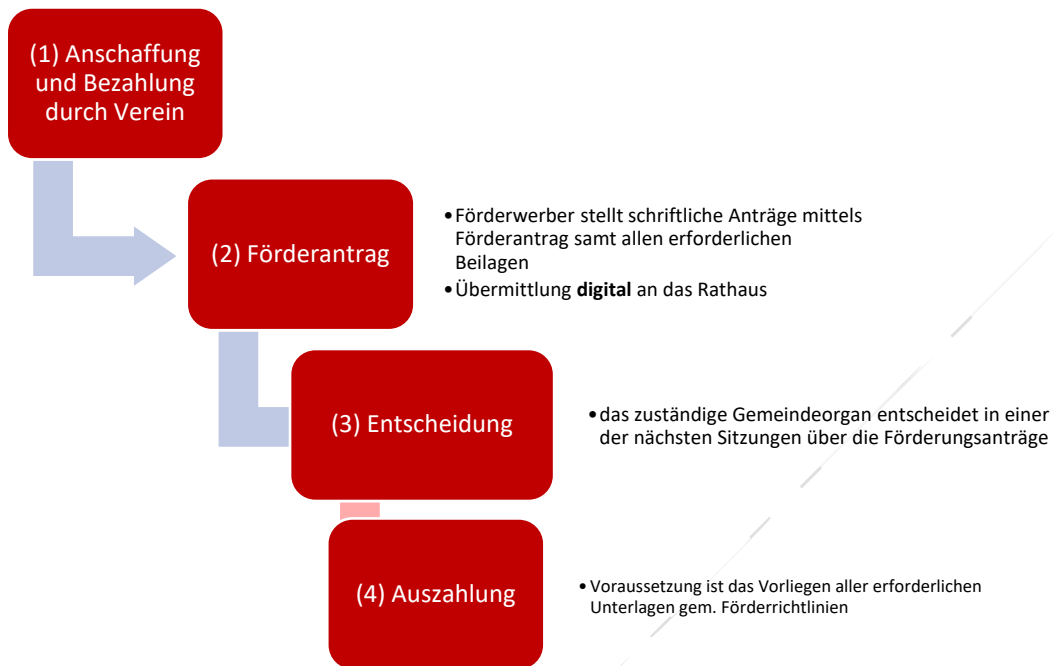 (1) Anschaffung
und Bezahlung
durch Verein
(2) Förderantrag
•Förderwerber stellt schriftliche Anträge mittels
Förderantrag samt allen erforderlichen
Beilagen
•Übermittlung digital an das Rathaus
(3) Entscheidung
•das zuständige Gemeindeorgan entscheidet in einer
der nächsten Sitzungen über die Förderungsanträge
(4) Auszahlung
•Voraussetzung ist das Vorliegen aller erforderlichen
Unterlagen gem. Förderrichtlinien